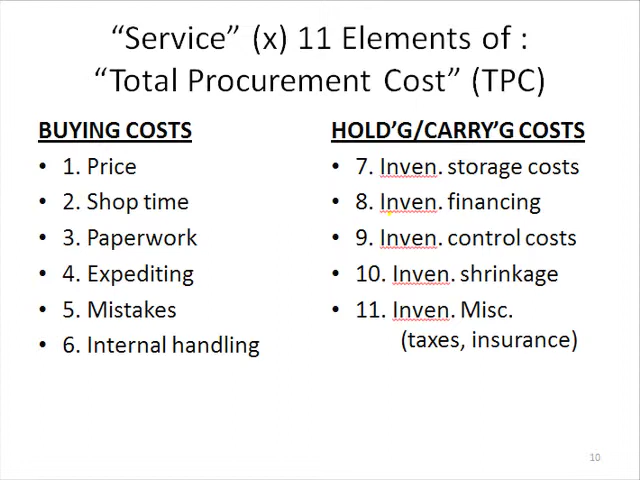 “Service” (x) 11 Elements of :
“Total Procurement Cost” (TPC)
BUYING COSTS
• 1. Price
• 2. Shop time
• 3. Paperwork
• 4. Expediting
• 5. Mistakes
• 6. Internal handling
HOLD’G/CARRY’G COSTS
• 7. Inven. storage costs
• 8. Inven. financing
• 9. Inven. control costs
• 10. Inven. shrinkage
• 11. Inven. Misc.
(taxes, insurance)
10